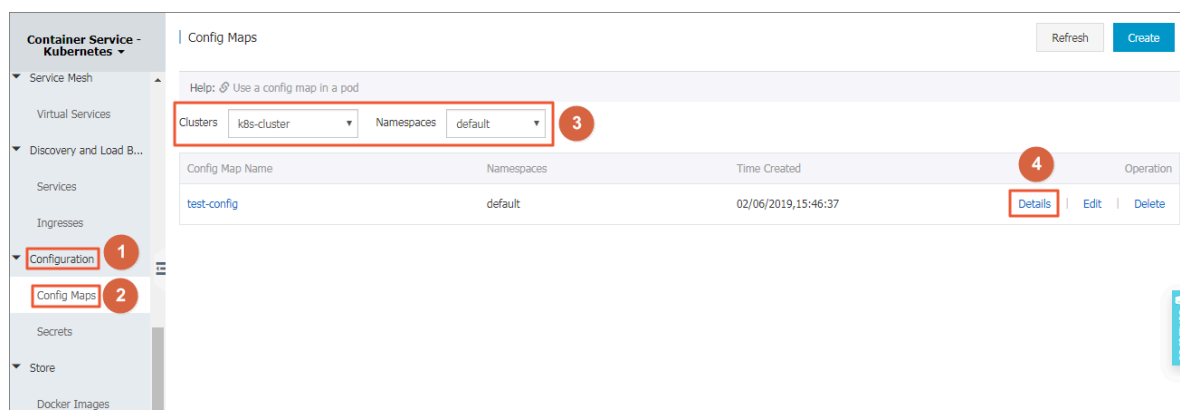 Container Service -
Kubernetes
Service Mesh
Virtual Services
Discovery and Load B...
Services
Ingresses
Configuration 1
Config Maps 2
Secrets
Store
Docker Images
Config Maps
Refresh Create
Help: Use a config map in a pod
Clusters k8s-cluster Namespaces default 3
4
Config Map Name Namespaces Time Created Operation
test-config default 02/06/2019,15:46:37 Details | Edit | Delete